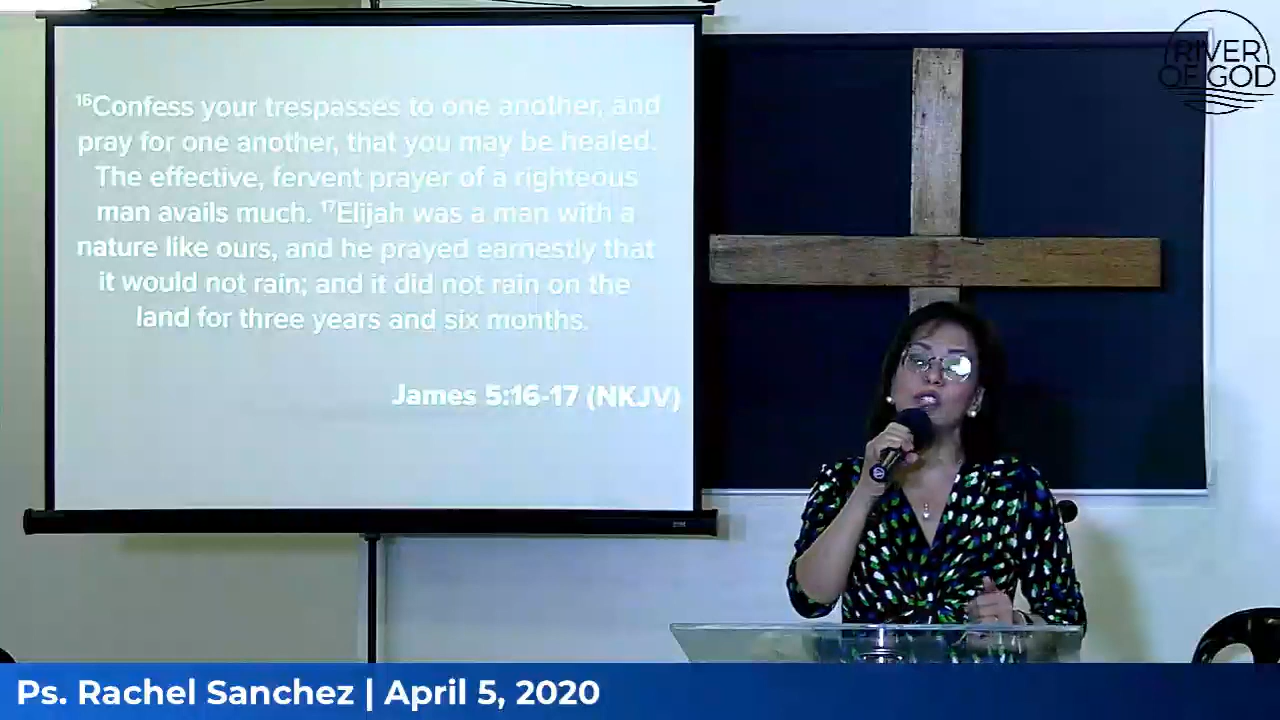 ¹⁶Confess your trespasses to one another, and
pray for one another, that you may be healed.
The effective, fervent prayer of a righteous
man avails much. ¹⁷Elijah was a man with a
nature like ours, and he prayed earnestly that
it would not rain; and it did not rain on the
land for three years and six months.
James 5:16-17 (NKJV)
RIVER
OF GOD
Ps. Rachel Sanchez | April 5, 2020